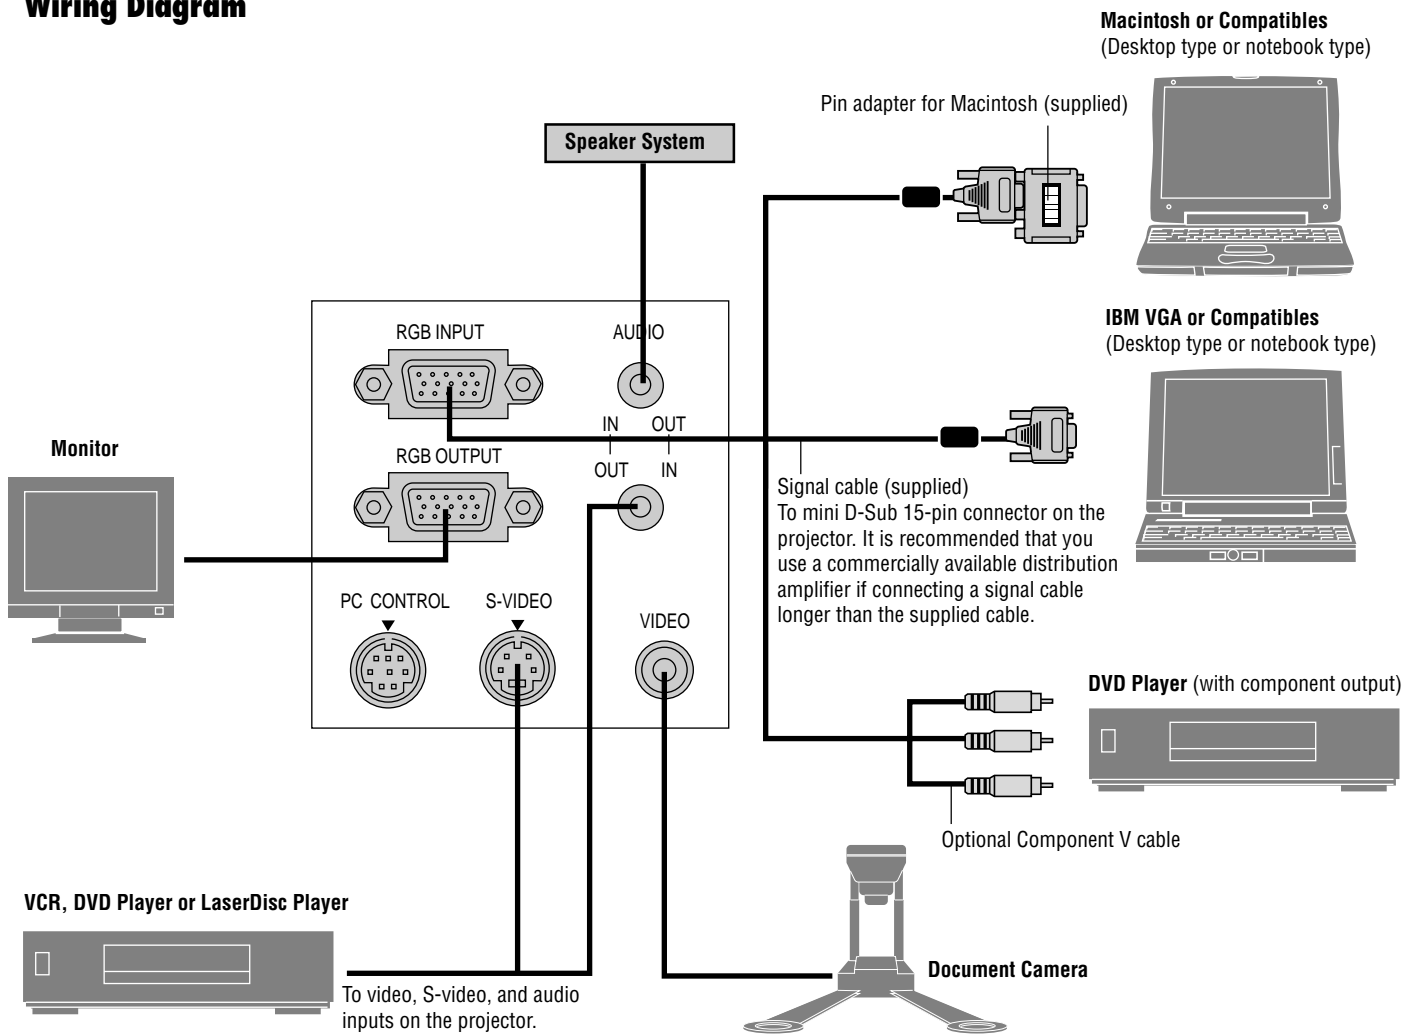 Wiring Diagram
Macintosh or Compatibles
(Desktop type or notebook type)
Pin adapter for Macintosh (supplied)
Speaker System
RGB INPUT
AUDIO
IN OUT
RGB OUTPUT
OUT IN
PC CONTROL
S-VIDEO
VIDEO
Monitor
IBM VGA or Compatibles
(Desktop type or notebook type)
Signal cable (supplied)
To mini D-Sub 15-pin connector on the
projector. It is recommended that you
use a commercially available distribution
amplifier if connecting a signal cable
longer than the supplied cable.
DVD Player (with component output)
Optional Component V cable
VCR, DVD Player or LaserDisc Player
To video, S-video, and audio
inputs on the projector.
Document Camera